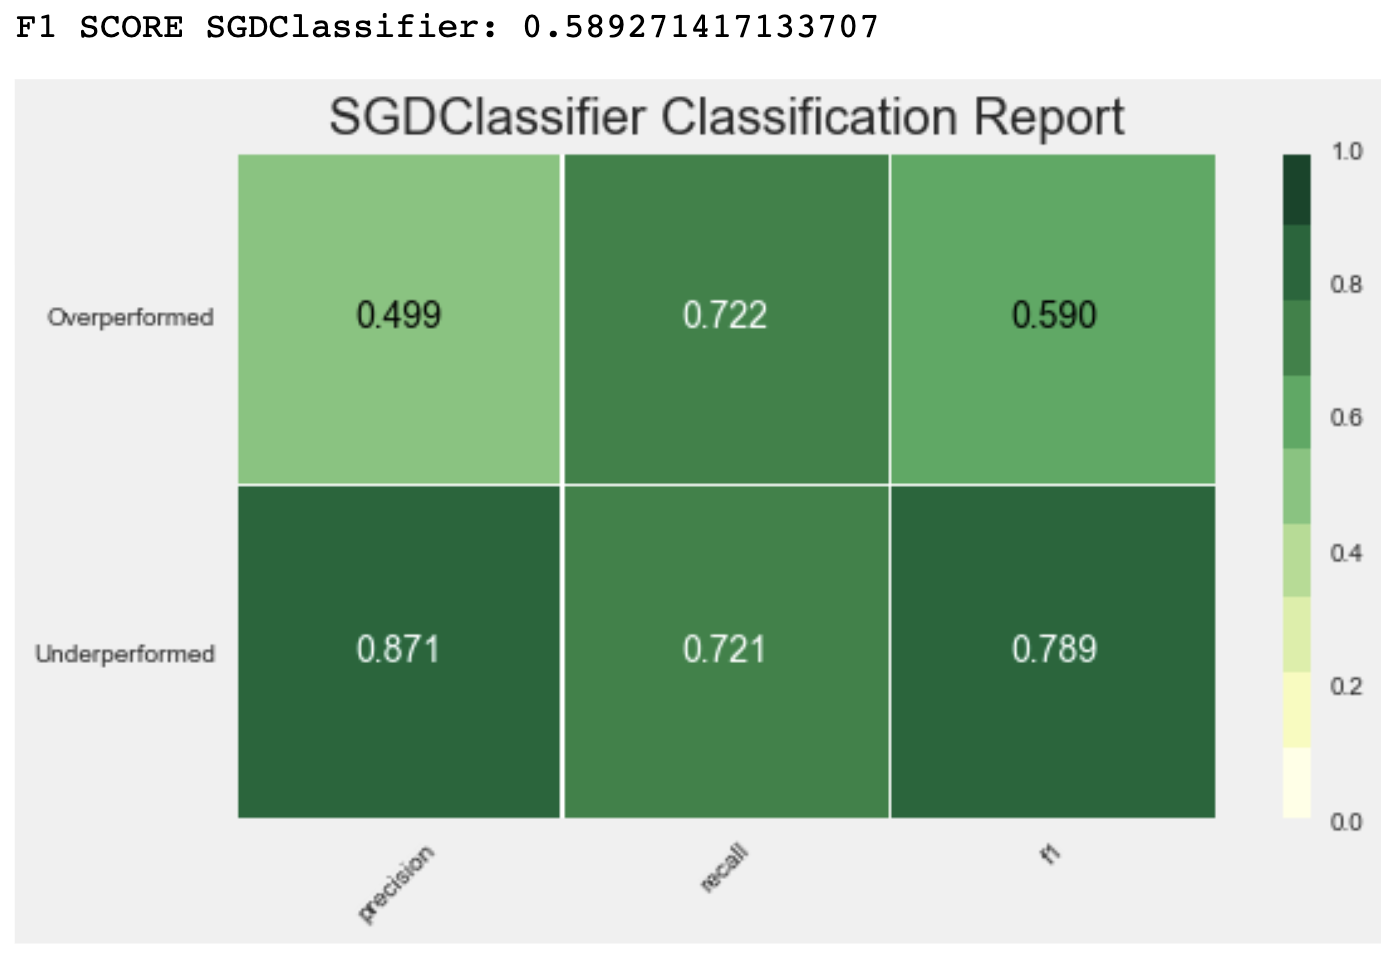 F1 SCORE SGDClassifier: 0.589271417133707
SGDClassifier Classification Report
1.0
Overperformed 0.499 0.722 0.590
0.8
0.6
0.4
Underperformed 0.871 0.721 0.789
0.2
0.0
precision recall f1